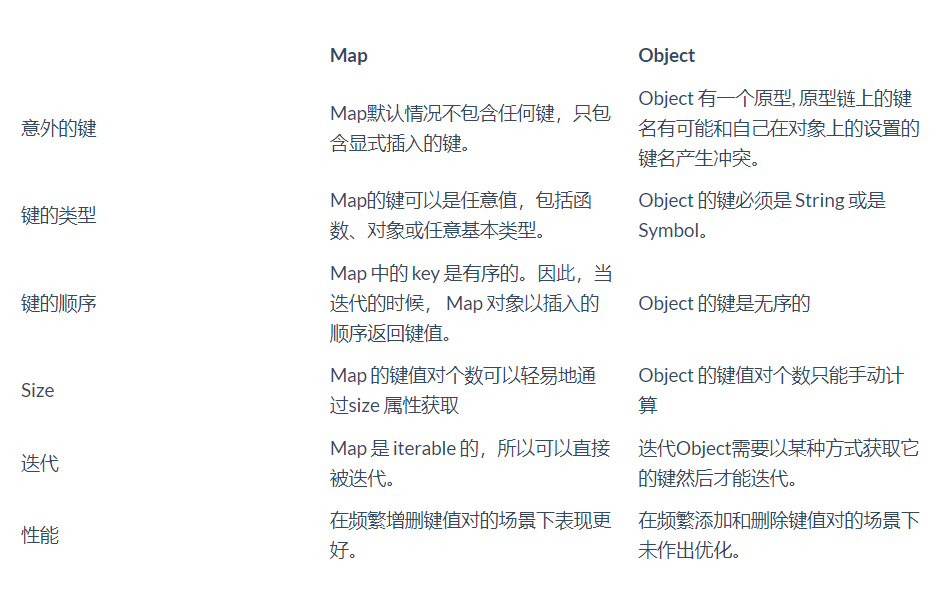 Map
Object
意外的键
Map默认情况不包含任何键，只包
含显式插入的键。
Object 有一个原型, 原型链上的键
名有可能和自己在对象上的设置的
键名产生冲突。
键的类型
Map的键可以是任意值，包括函
数、对象或任意基本类型。
Object 的键必须是 String 或是
Symbol。
键的顺序
Map 中的 key 是有序的。因此，当
迭代的时候， Map 对象以插入的
顺序返回键值。
Object 的键是无序的
Size
Map 的键值对个数可以轻易地通
过size 属性获取
Object 的键值对个数只能手动计
算
迭代
Map 是 iterable 的，所以可以直接
被迭代。
迭代Object需要以某种方式获取它
的键然后才能迭代。
性能
在频繁增删键值对的场景下表现更
好。
在频繁添加和删除键值对的场景下
未作出优化。